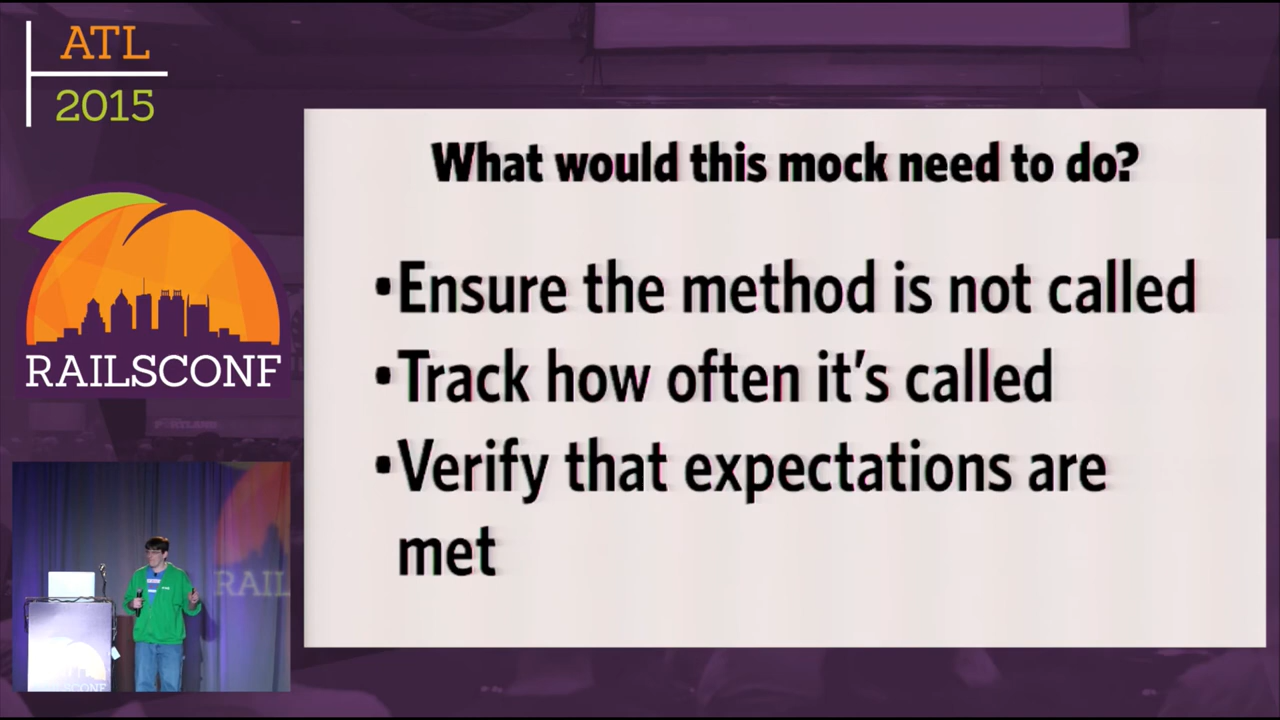 ATL
2015
RAILSCONF
What would this mock need to do?
•Ensure the method is not called
•Track how often it's called
•Verify that expectations are
met
RAIL